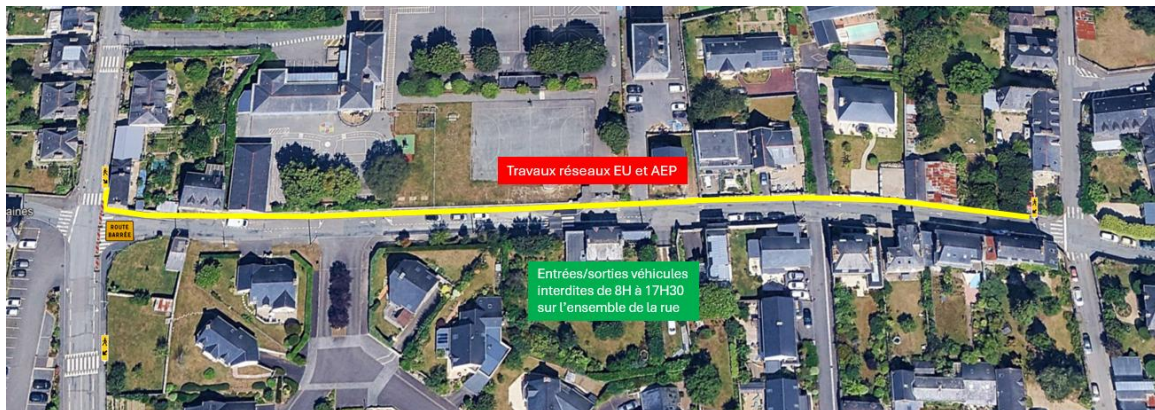 Travaux réseaux EU et AEP
aines
ROUTE
BARRÉE
Entrées/sorties véhicules
interdites de 8H à 17H30
sur l'ensemble de la rue